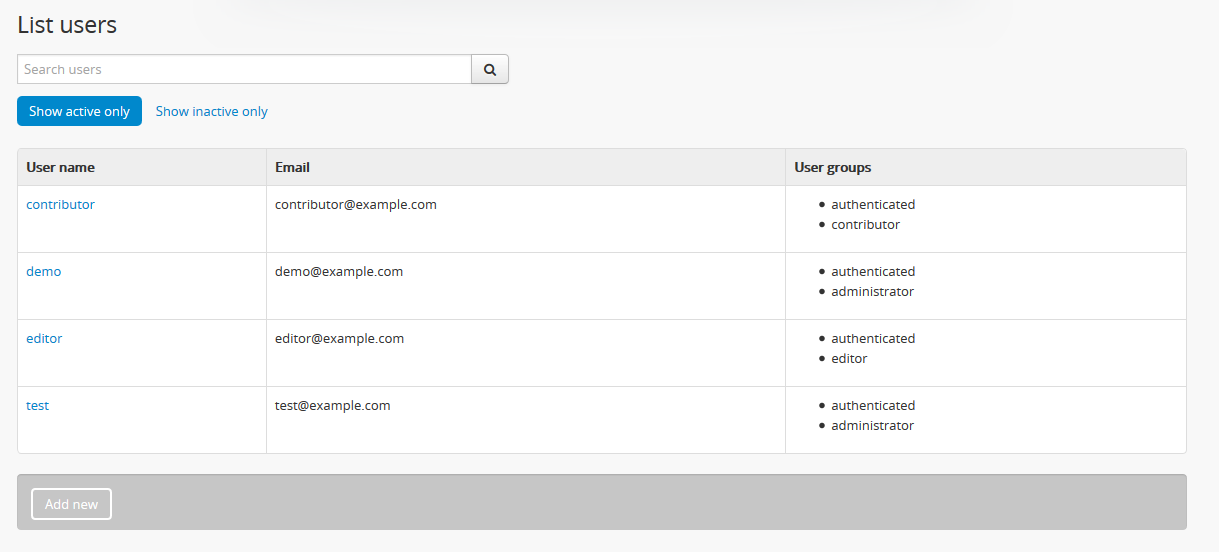 List users
Search users
Show active only Show inactive only
User name Email User groups
contributor contributor@example.com • authenticated
• contributor
demo demo@example.com • authenticated
• administrator
editor editor@example.com • authenticated
• editor
test test@example.com • authenticated
• administrator
Add new